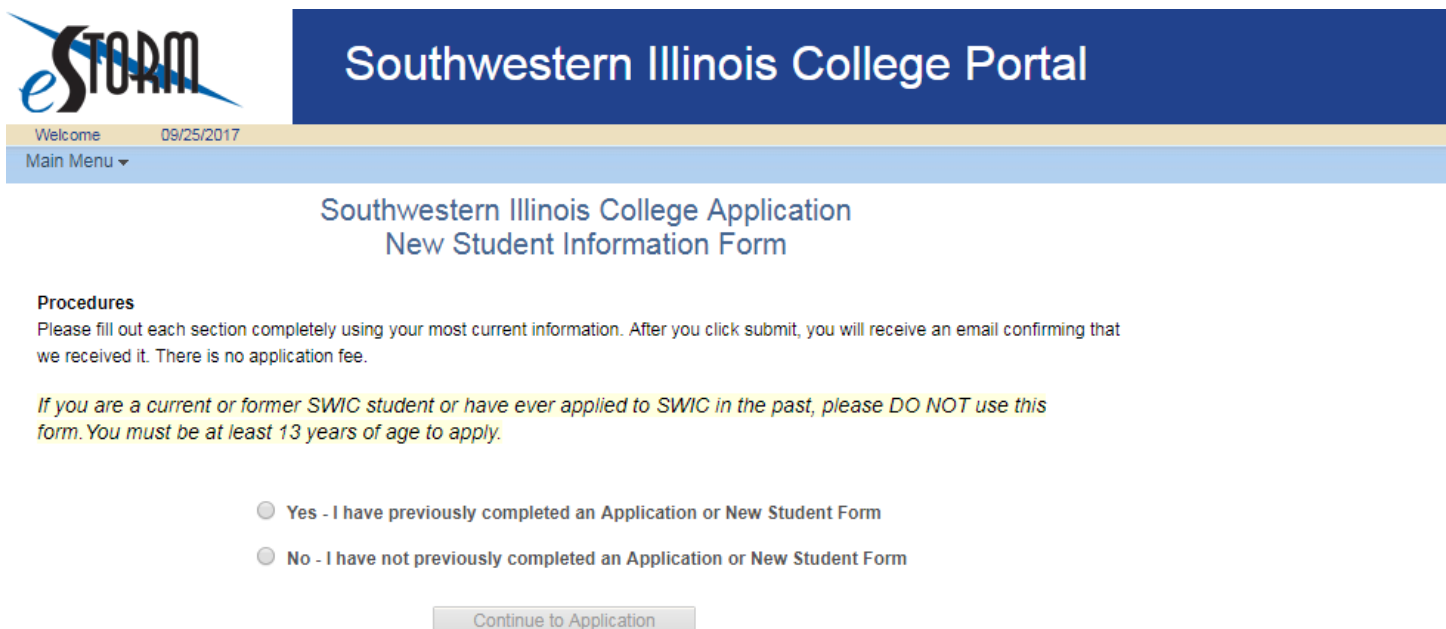 eSTORM
Southwestern Illinois College Portal
Welcome 09/25/2017
Main Menu
Southwestern Illinois College Application
New Student Information Form
Procedures
Please fill out each section completely using your most current information. After you click submit, you will receive an email confirming that
we received it. There is no application fee.
If you are a current or former SWIC student or have ever applied to SWIC in the past, please DO NOT use this
form. You must be at least 13 years of age to apply.
Yes - I have previously completed an Application or New Student Form
No - I have not previously completed an Application or New Student Form
Continue to Application